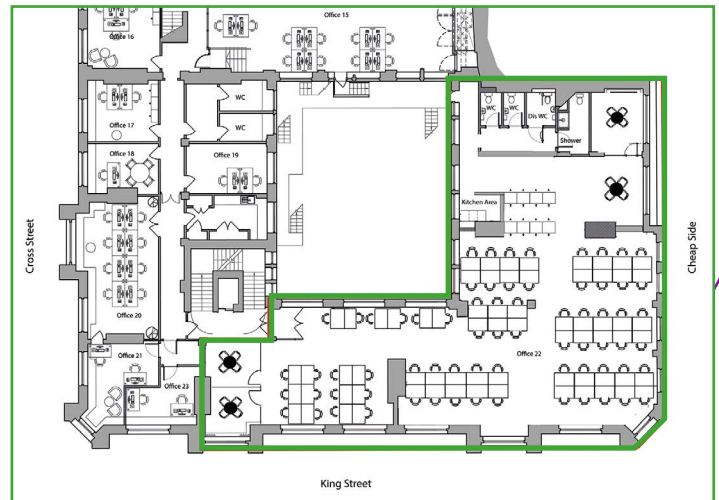 Office 15
Office 16
Office 17
WC
WC
WC
WC
Dis WC
Shower
Office 18
Office 19
Kitchen Area
Cross Street
Cheap Side
Office 20
Office 21
Office 22
Office 23
King Street